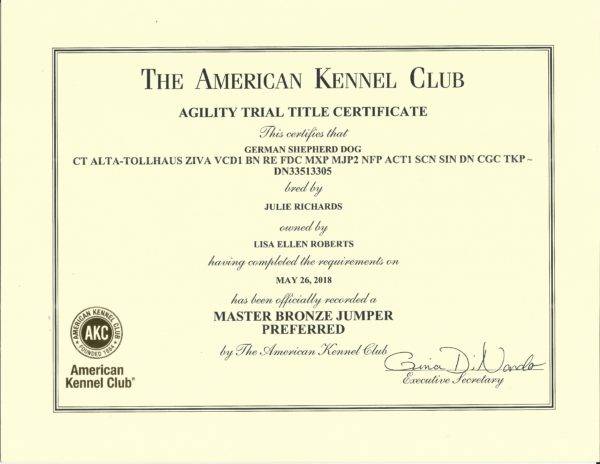 THE AMERICAN KENNEL CLUB
AGILITY TRIAL TITLE CERTIFICATE
This certifies that
GERMAN SHEPHERD DOG
CT ALTA-TOLLHAUS ZIVA VCD1 BN RE FDC MXP MJP2 NFP ACT1 SCN SIN DN CGC TKP ~
DN33513305
bred by
JULIE RICHARDS
owned by
LISA ELLEN ROBERTS
having completed the requirements on
MAY 26, 2018
has been officially recorded a
MASTER BRONZE JUMPER
PREFERRED
by The American Kennel Club
Gina DiNardo
Executive Secretary
AMERICAN KENNEL CLUB
AKC
FOUNDED 1884
American
Kennel Club®